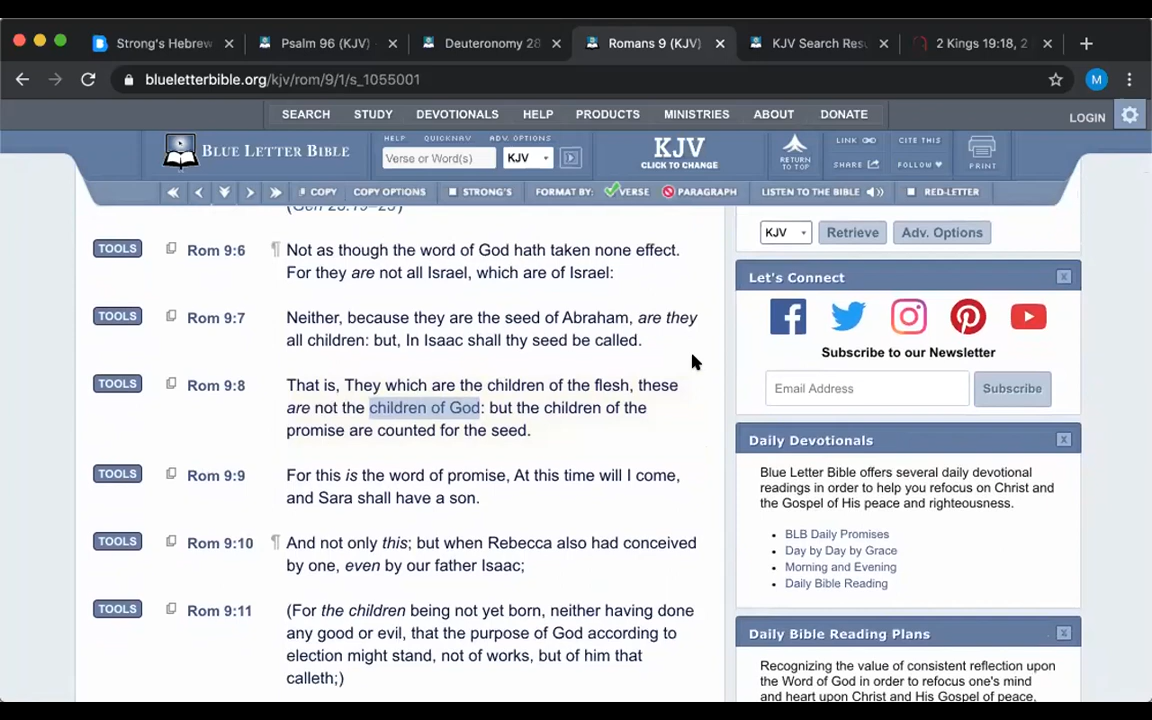 Strong's Hebrew
Psalm 96 (KJV)
Deuteronomy 28
Romans 9 (KJV)
KJV Search Resu
2 Kings 19:18, 2
blueletterbible.org/kjv/rom/9/1/s_1055001
M
SEARCH STUDY DEVOTIONALS HELP PRODUCTS MINISTRIES ABOUT DONATE LOGIN
BLUE LETTER BIBLE
HELP QUICKNAV ADV. OPTIONS
Verse or Word(s) KJV
KJV
CLICK TO CHANGE
RETURN
TO TOP
LINK CITE THIS
SHARE FOLLOW
PRINT
COPY COPY OPTIONS STRONG'S FORMAT BY: VERSE PARAGRAPH LISTEN TO THE BIBLE RED-LETTER
TOOLS Rom 9:6 ¶ Not as though the word of God hath taken none effect.
For they are not all Israel, which are of Israel:
TOOLS Rom 9:7 Neither, because they are the seed of Abraham, are they
all children: but, In Isaac shall thy seed be called.
TOOLS Rom 9:8 That is, They which are the children of the flesh, these
are not the children of God: but the children of the
promise are counted for the seed.
TOOLS Rom 9:9 For this is the word of promise, At this time will I come,
and Sara shall have a son.
TOOLS Rom 9:10 ¶ And not only this; but when Rebecca also had conceived
by one, even by our father Isaac;
TOOLS Rom 9:11 (For the children being not yet born, neither having done
any good or evil, that the purpose of God according to
election might stand, not of works, but of him that
calleth;)
KJV Retrieve Adv. Options
Let's Connect
Subscribe to our Newsletter
Email Address Subscribe
Daily Devotionals
Blue Letter Bible offers several daily devotional
readings in order to help you refocus on Christ and
the Gospel of His peace and righteousness.
BLB Daily Promises
Day by Day by Grace
Morning and Evening
Daily Bible Reading
Daily Bible Reading Plans
Recognizing the value of consistent reflection upon
the Word of God in order to refocus one's mind
and heart upon Christ and His Gospel of peace,